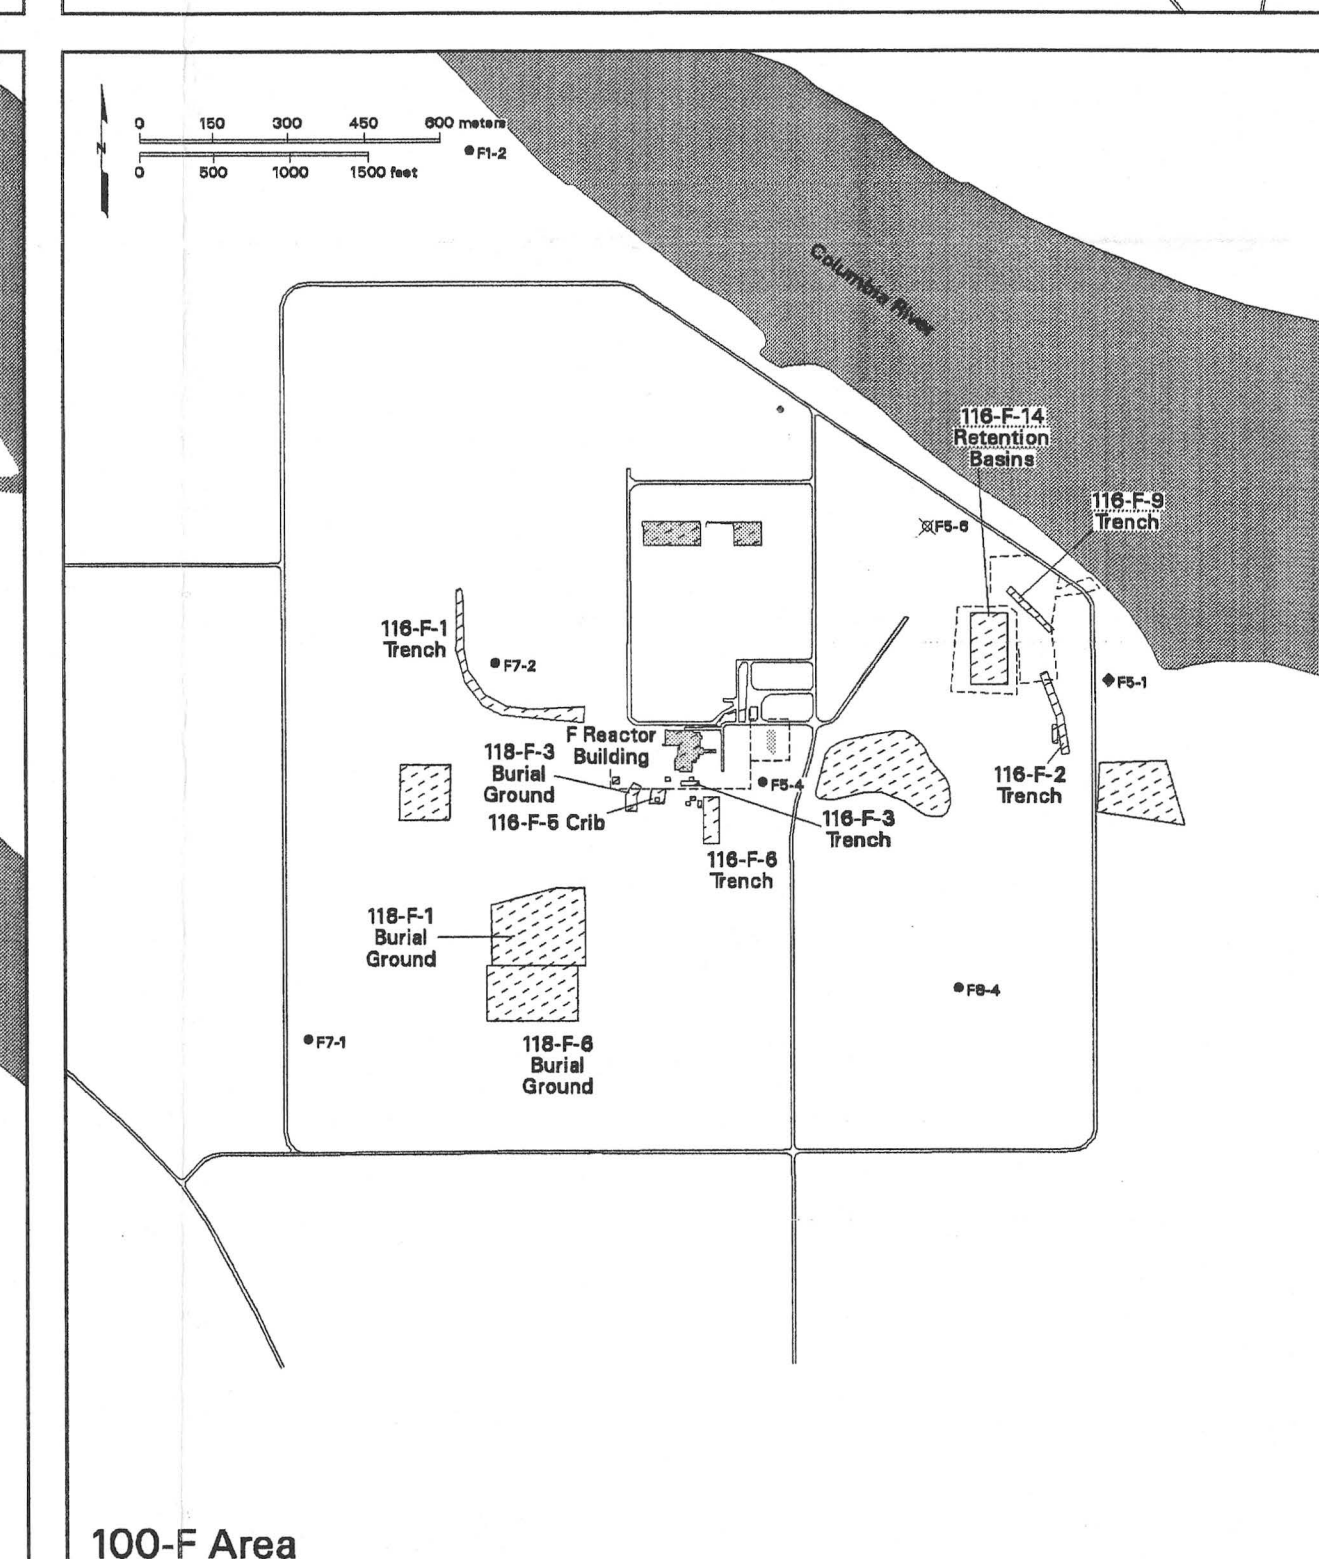 0 150 300 450 600 meters
N
0 500 1000 1500 feet
F1-2
Columbia River
116-F-14
Retention
Basins
116-F-9
Trench
F5-6
116-F-1
Trench
F7-2
F5-1
F Reactor
Building
118-F-3
Burial
Ground
F5-4
116-F-2
Trench
116-F-5 Crib
116-F-3
Trench
116-F-6
Trench
118-F-1
Burial
Ground
F6-4
F7-1
118-F-6
Burial
Ground
100-F Area